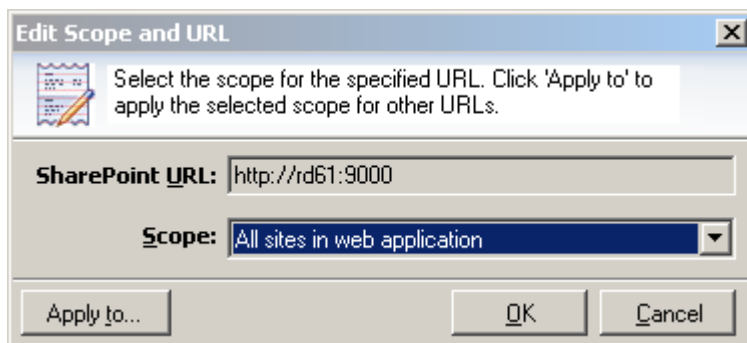 Edit Scope and URL
Select the scope for the specified URL. Click 'Apply to' to
apply the selected scope for other URLs.
SharePoint URL: http://rd61:9000
Scope: All sites in web application
Apply to... OK Cancel